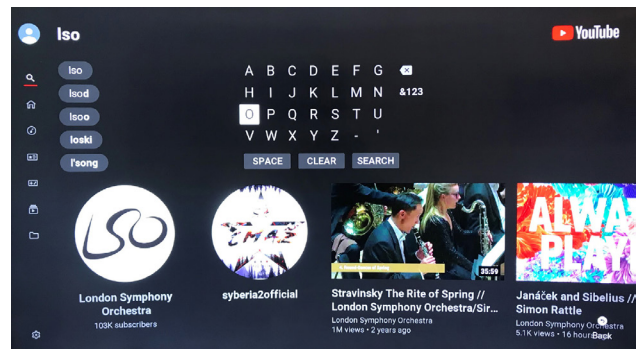 lso
YouTube
lso
lsod
lsoo
loski
l'song
A B C D E F G
H I J K L M N &123
O P Q R S T U
V W X Y Z - '
SPACE CLEAR SEARCH
LSO
London Symphony
Orchestra
103K subscribers
syberia2official
35:59
Stravinsky The Rite of Spring //
London Symphony Orchestra/Sir...
London Symphony Orchestra
1M views • 2 years ago
ALWA
PLAY
Janáček and Sibelius //
Simon Rattle
London Symphony Orchestra
5.1K views • 16 hours
Back